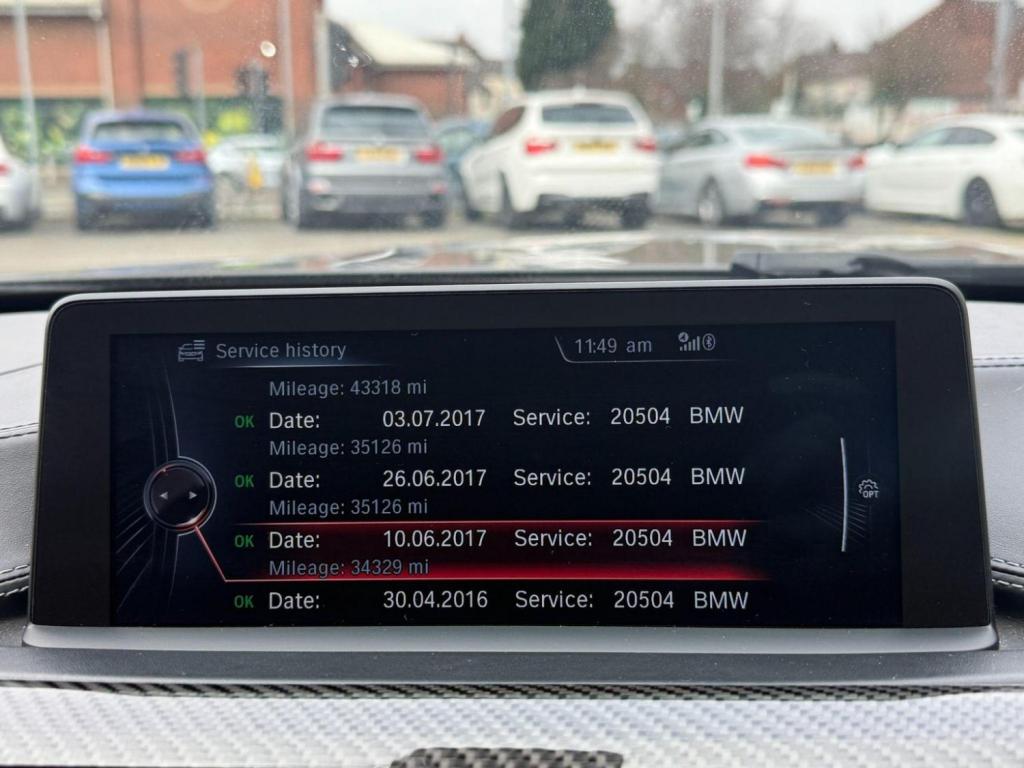 Service history 11:49 am
Mileage: 43318 mi
OK Date: 03.07.2017 Service: 20504 BMW
Mileage: 35126 mi
OK Date: 26.06.2017 Service: 20504 BMW
Mileage: 35126 mi
OPT
OK Date: 10.06.2017 Service: 20504 BMW
Mileage: 34329 mi
OK Date: 30.04.2016 Service: 20504 BMW